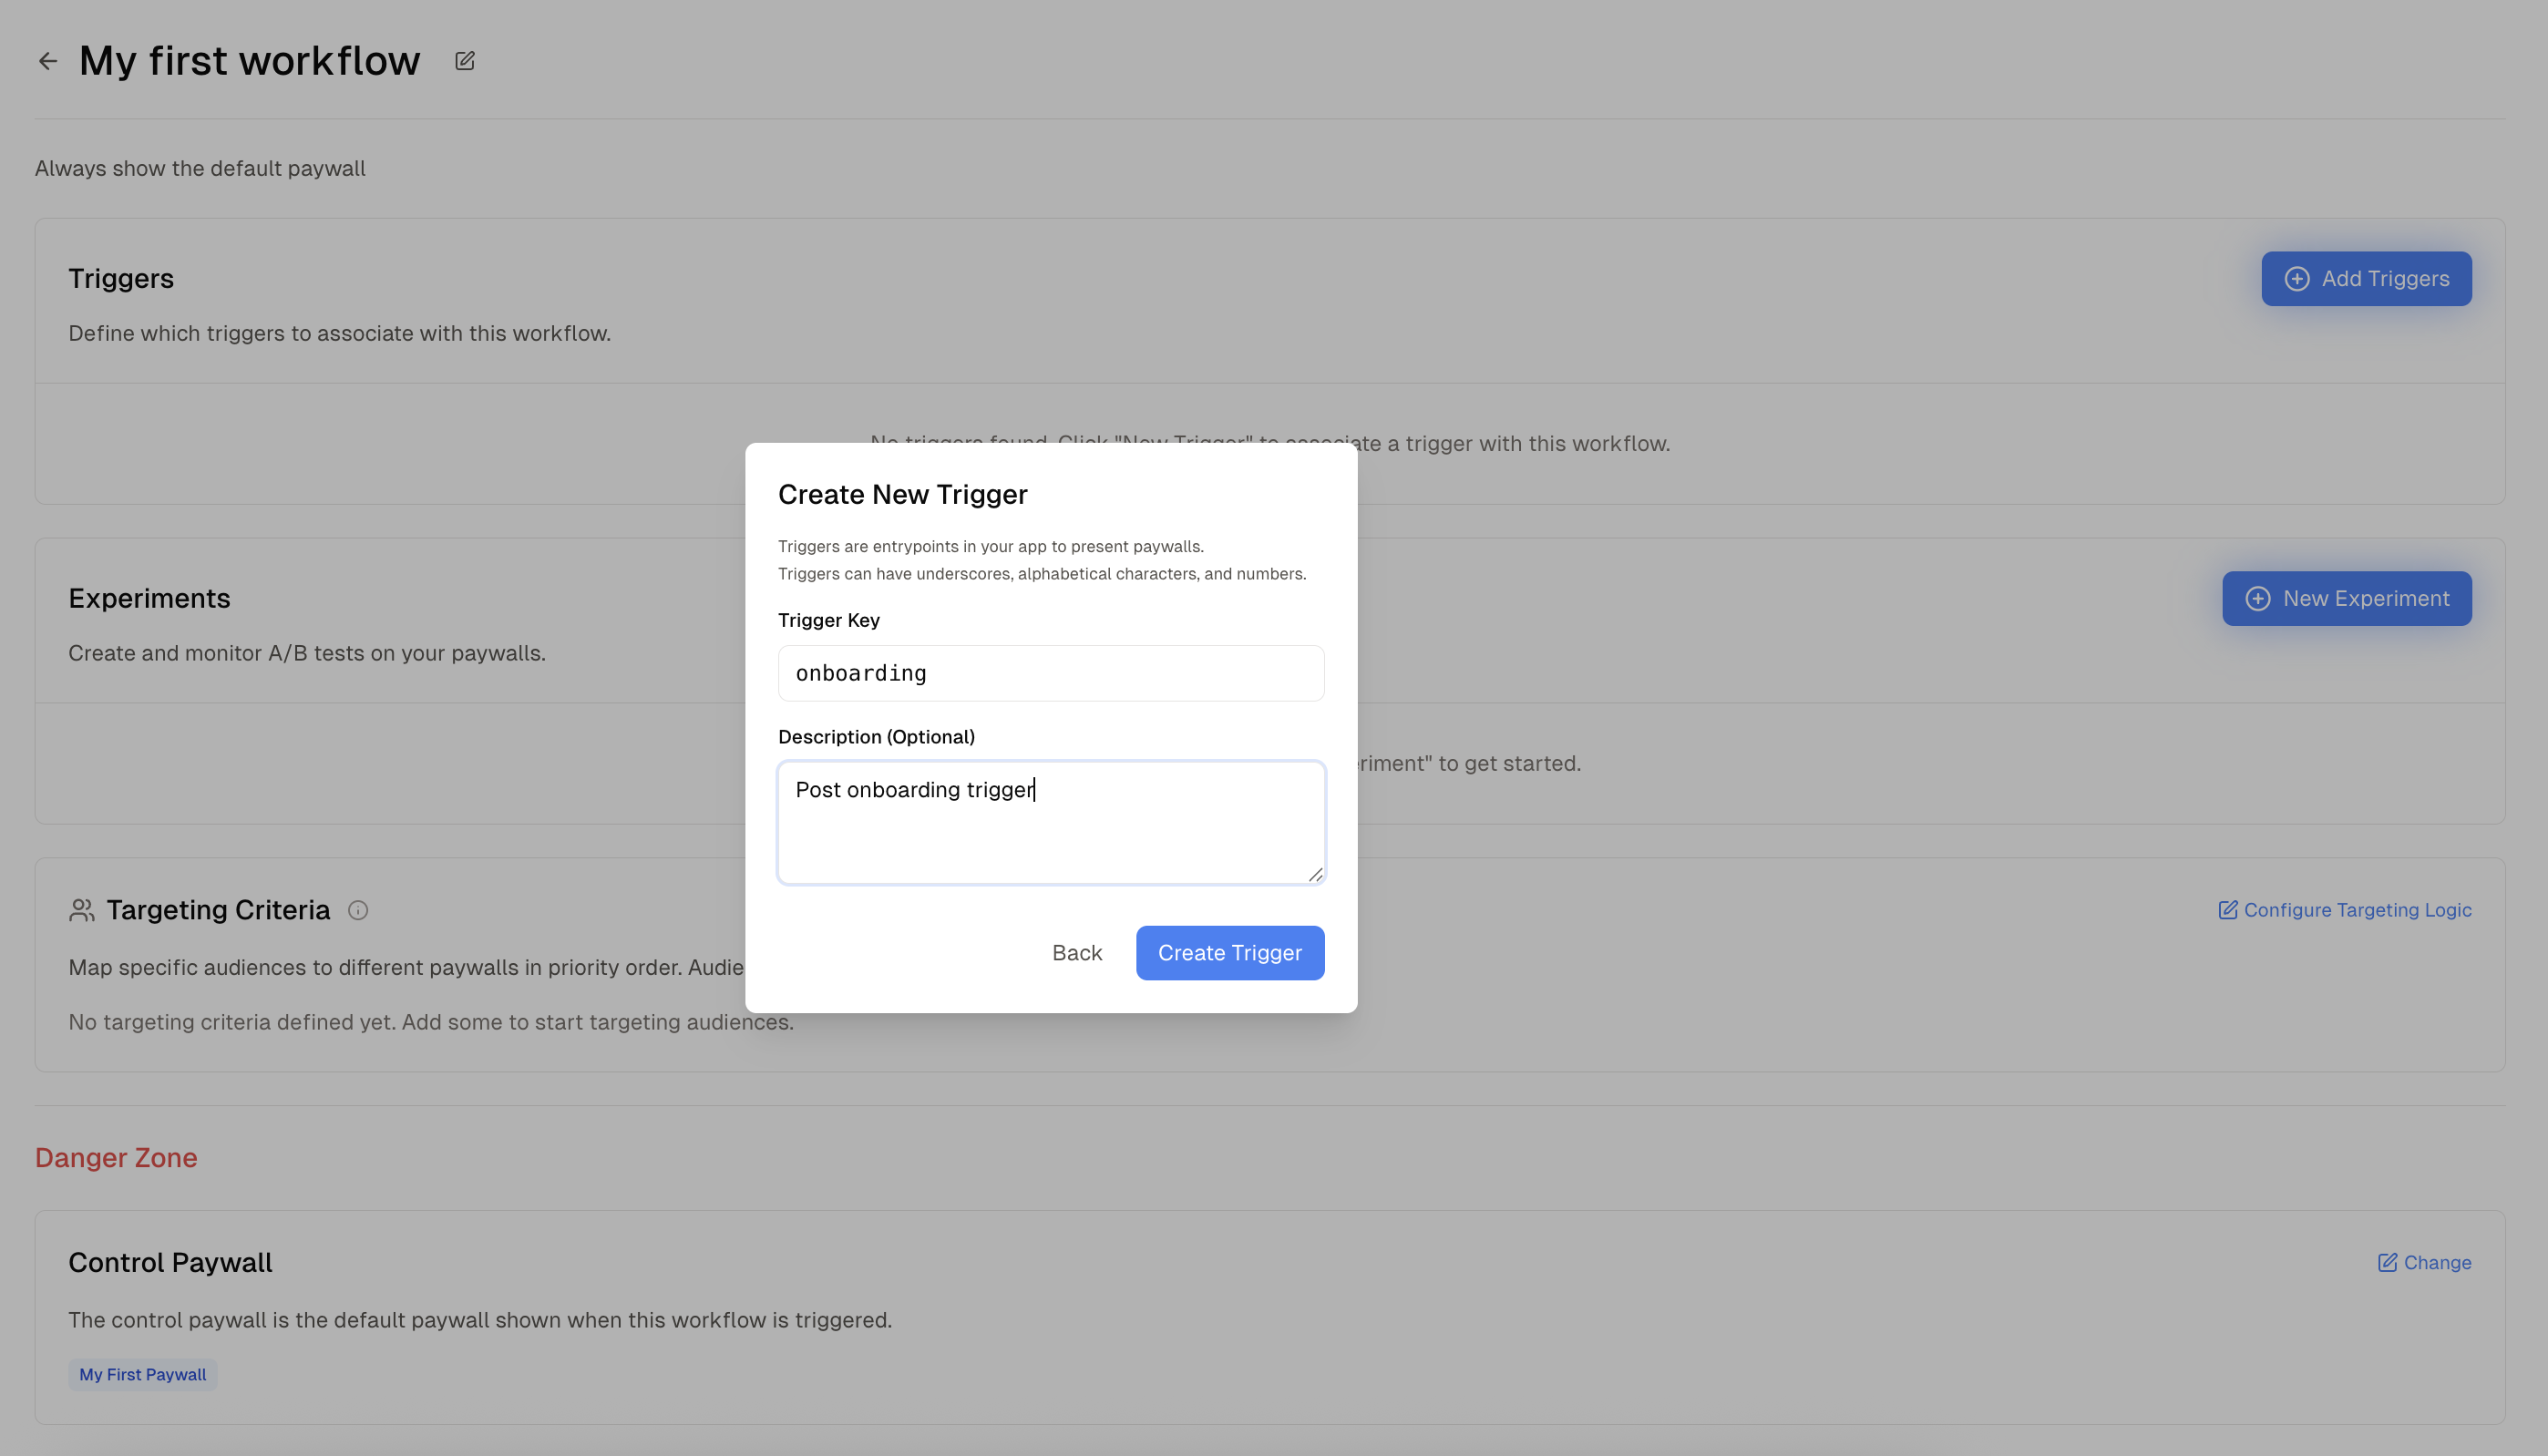 My first workflow
Always show the default paywall
Triggers
Add Triggers
Define which triggers to associate with this workflow.
ate a trigger with this workflow.
Create New Trigger
Triggers are entrypoints in your app to present paywalls.
Triggers can have underscores, alphabetical characters, and numbers.
Trigger Key
onboarding
Description (Optional)
Post onboarding trigger
Back
Create Trigger
Experiments
New Experiment
Create and monitor A/B tests on your paywalls.
riment" to get started.
Targeting Criteria
Configure Targeting Logic
Map specific audiences to different paywalls in priority order. Audie
No targeting criteria defined yet. Add some to start targeting audiences.
Danger Zone
Control Paywall
Change
The control paywall is the default paywall shown when this workflow is triggered.
My First Paywall